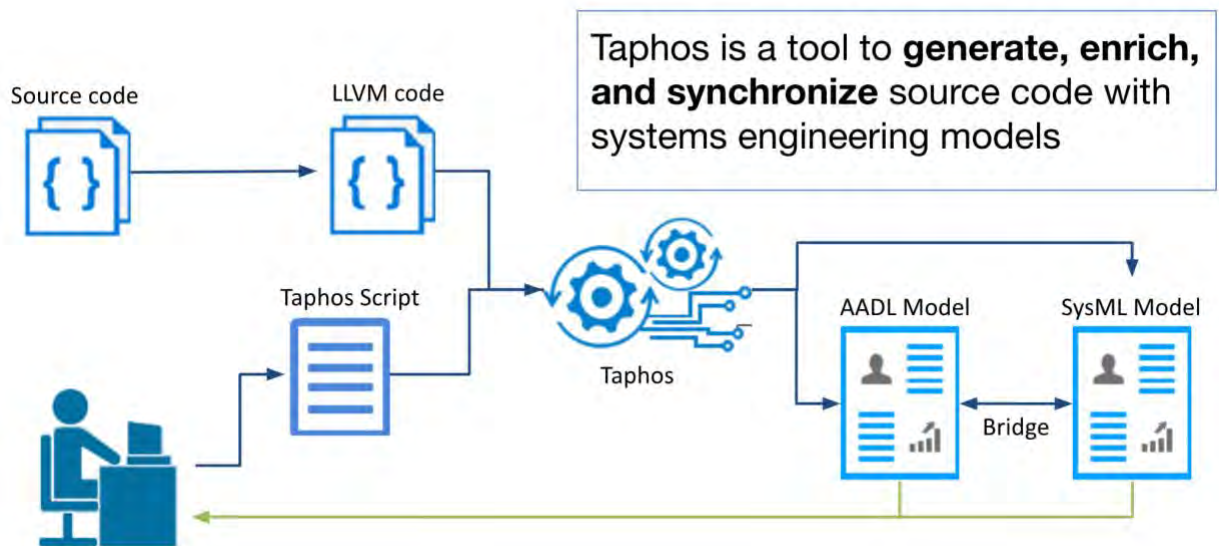 Taphos is a tool to generate, enrich,
and synchronize source code with
systems engineering models
Source code
LLVM code
Taphos Script
Taphos
AADL Model
SysML Model
Bridge